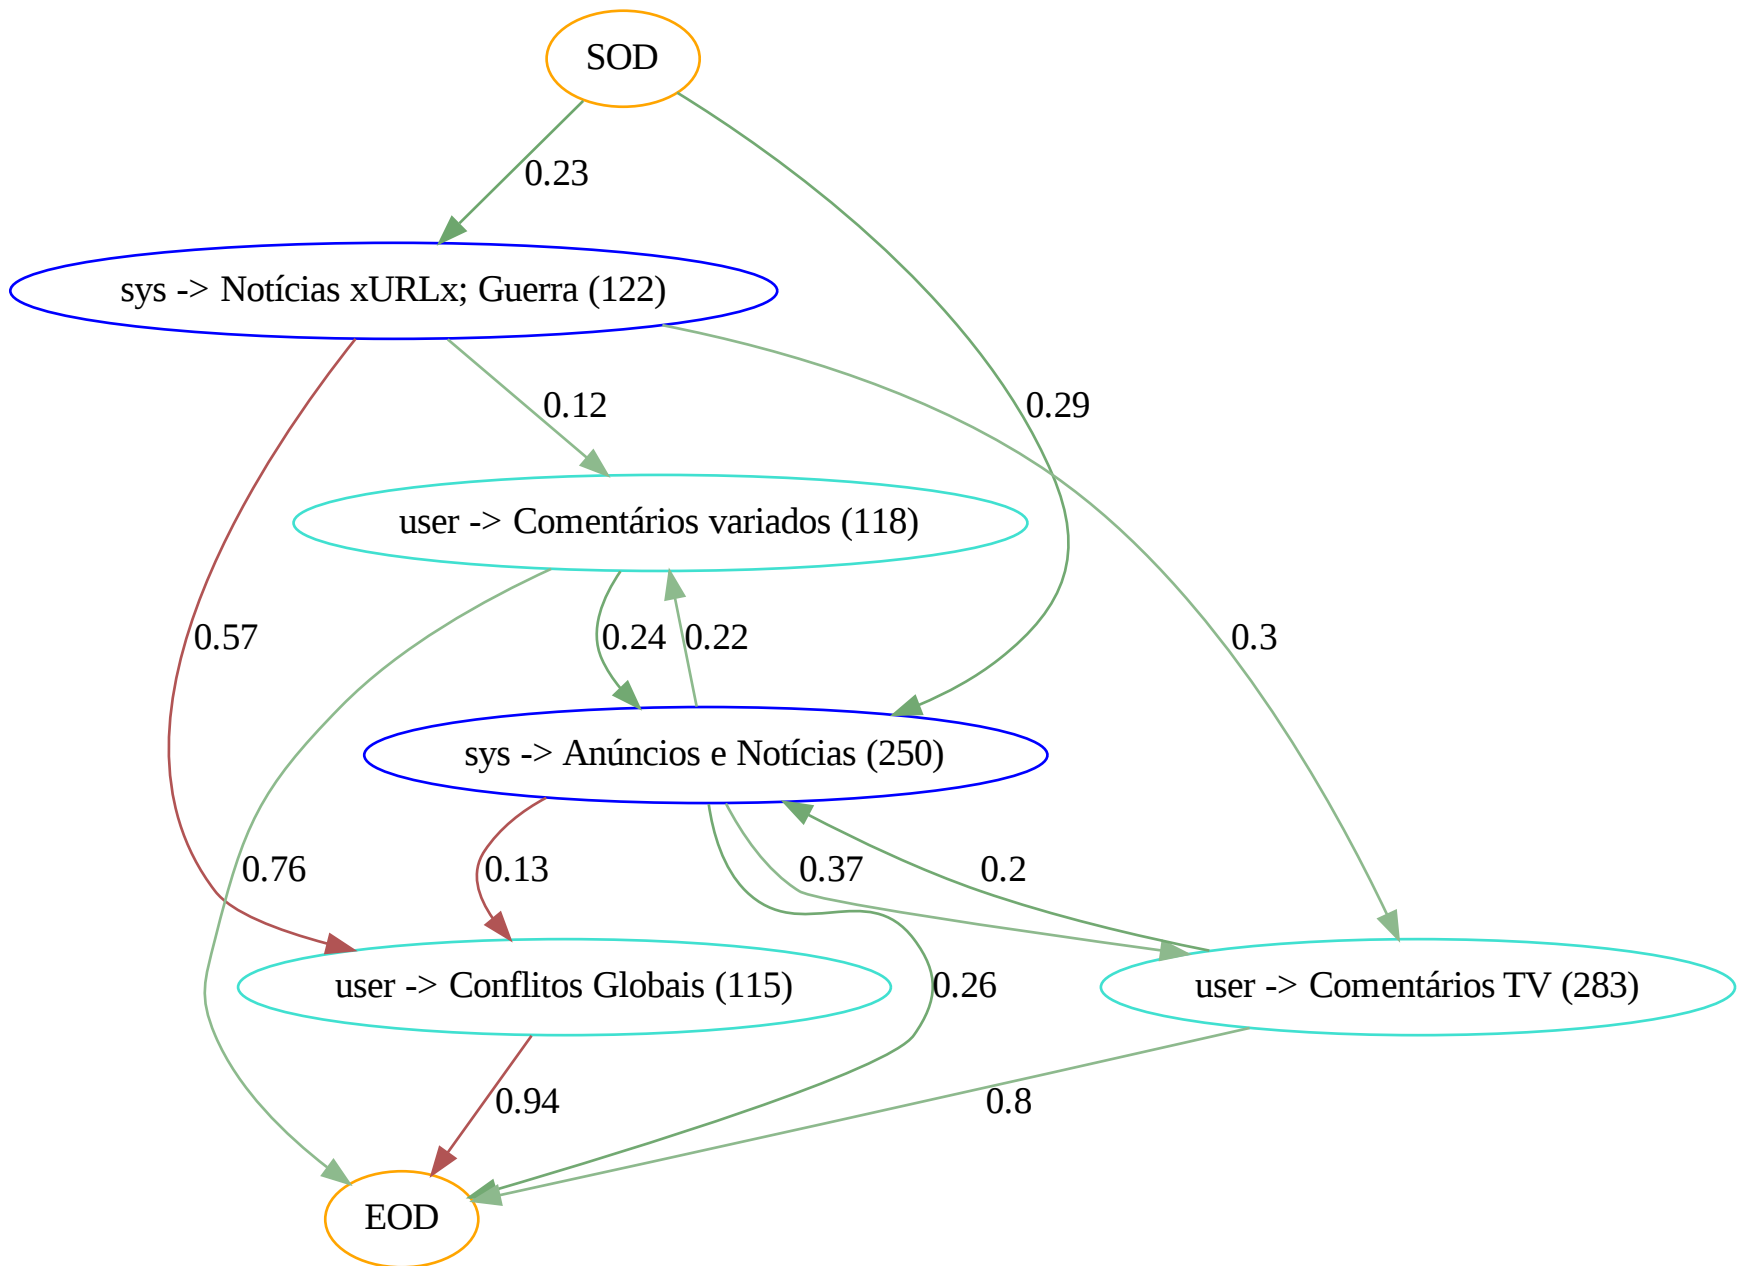 SOD
0.23
sys -> Notícias xURLx; Guerra (122)
0.12
0.29
user -> Comentários variados (118)
0.57
0.24
0.22
0.3
sys -> Anúncios e Notícias (250)
0.76
0.13
0.37
0.2
user -> Conflitos Globais (115)
0.26
user -> Comentários TV (283)
0.94
0.8
EOD